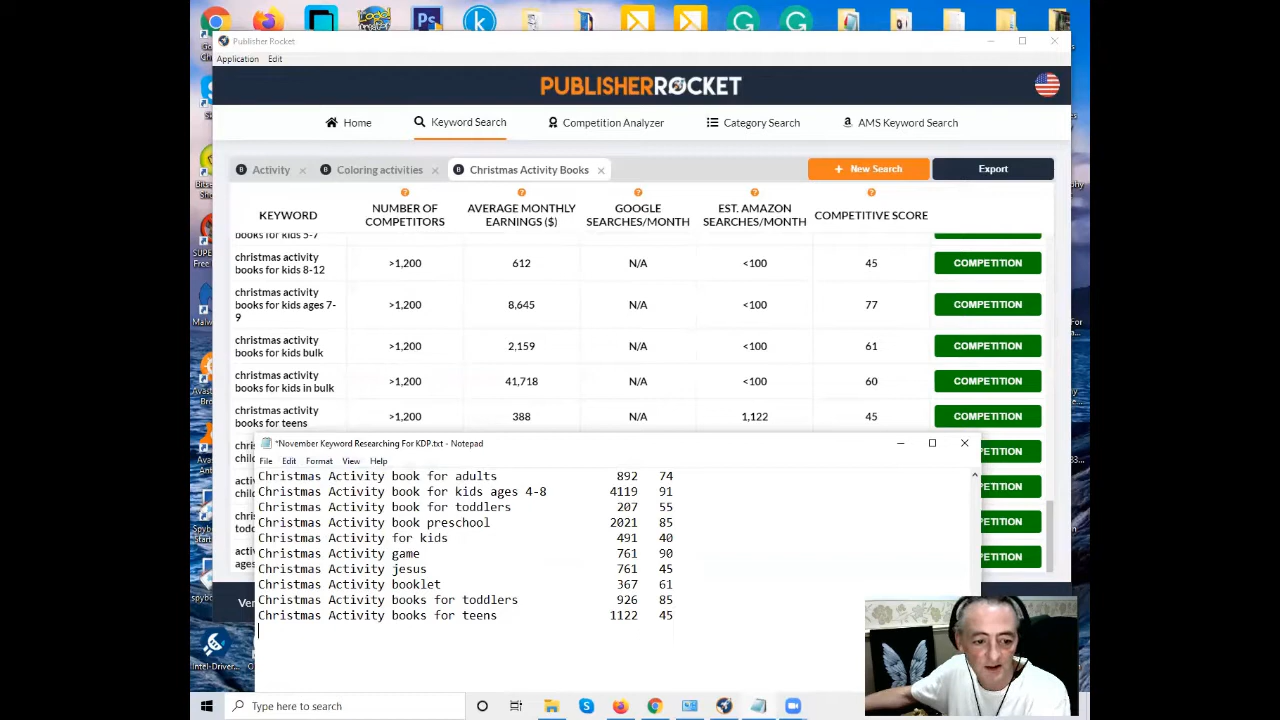 Publisher Rocket
Application Edit
PUBLISHERROCKET
Home Keyword Search Competition Analyzer Category Search AMS Keyword Search
Activity Coloring activities Christmas Activity Books + New Search Export
KEYWORD NUMBER OF COMPETITORS AVERAGE MONTHLY EARNINGS ($) GOOGLE SEARCHES/MONTH EST. AMAZON SEARCHES/MONTH COMPETITIVE SCORE
books for kids 5-7
christmas activity books for kids 8-12 >1,200 612 N/A <100 45 COMPETITION
christmas activity books for kids ages 7-9 >1,200 8,645 N/A <100 77 COMPETITION
christmas activity books for kids bulk >1,200 2,159 N/A <100 61 COMPETITION
christmas activity books for kids in bulk >1,200 41,718 N/A <100 60 COMPETITION
christmas activity books for teens >1,200 388 N/A 1,122 45 COMPETITION
*November Keyword Researching For KDP.txt - Notepad
File Edit Format View Help
Christmas Activity book for adults 892 74
Christmas Activity book for kids ages 4-8 4119 91
Christmas Activity book for toddlers 207 55
Christmas Activity book preschool 2021 85
Christmas Activity for kids 491 40
Christmas Activity game 761 90
Christmas Activity jesus 761 45
Christmas Activity booklet 367 61
Christmas Activity books for toddlers 926 85
Christmas Activity books for teens 1122 45
Intel-Driver...
Type here to search